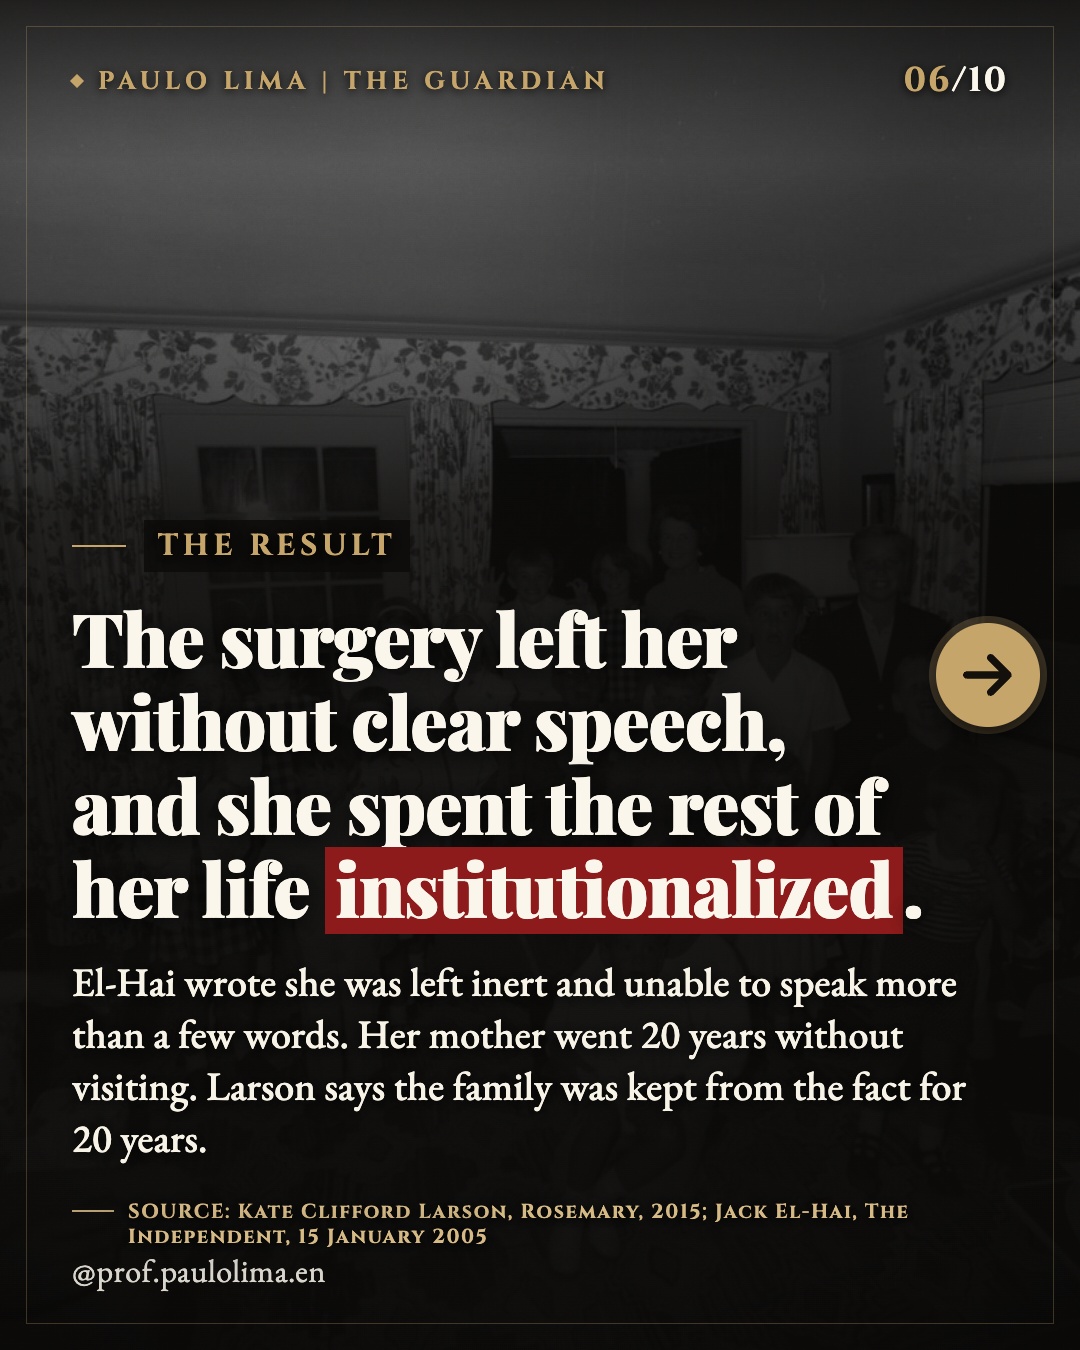 ◆ PAULO LIMA | THE GUARDIAN
06/10
THE RESULT
The surgery left her
without clear speech,
and she spent the rest of
her life institutionalized.
El-Hai wrote she was left inert and unable to speak more
than a few words. Her mother went 20 years without
visiting. Larson says the family was kept from the fact for
20 years.
SOURCE: Kate Clifford Larson, Rosemary, 2015; Jack El-Hai, The
Independent, 15 January 2005
@prof.paulolima.en